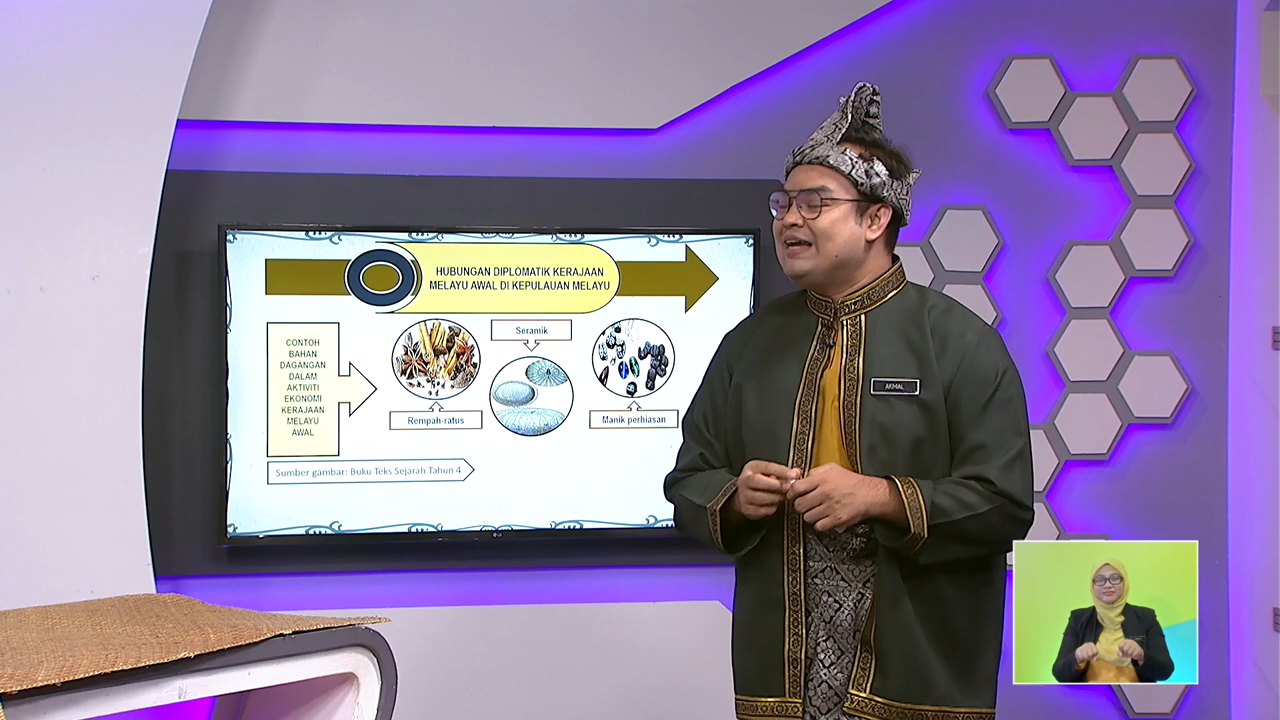 HUBUNGAN DIPLOMATIK KERAJAAN
MELAYU AWAL DI KEPULAUAN MELAYU
CONTOH
BAHAN
DAGANGAN
DALAM
AKTIVITI
EKONOMI
KERAJAAN
MELAYU
AWAL
Rempah-ratus
Seramik
Manik perhiasan
Sumber gambar: Buku Teks Sejarah Tahun 4
AKMAL
LG